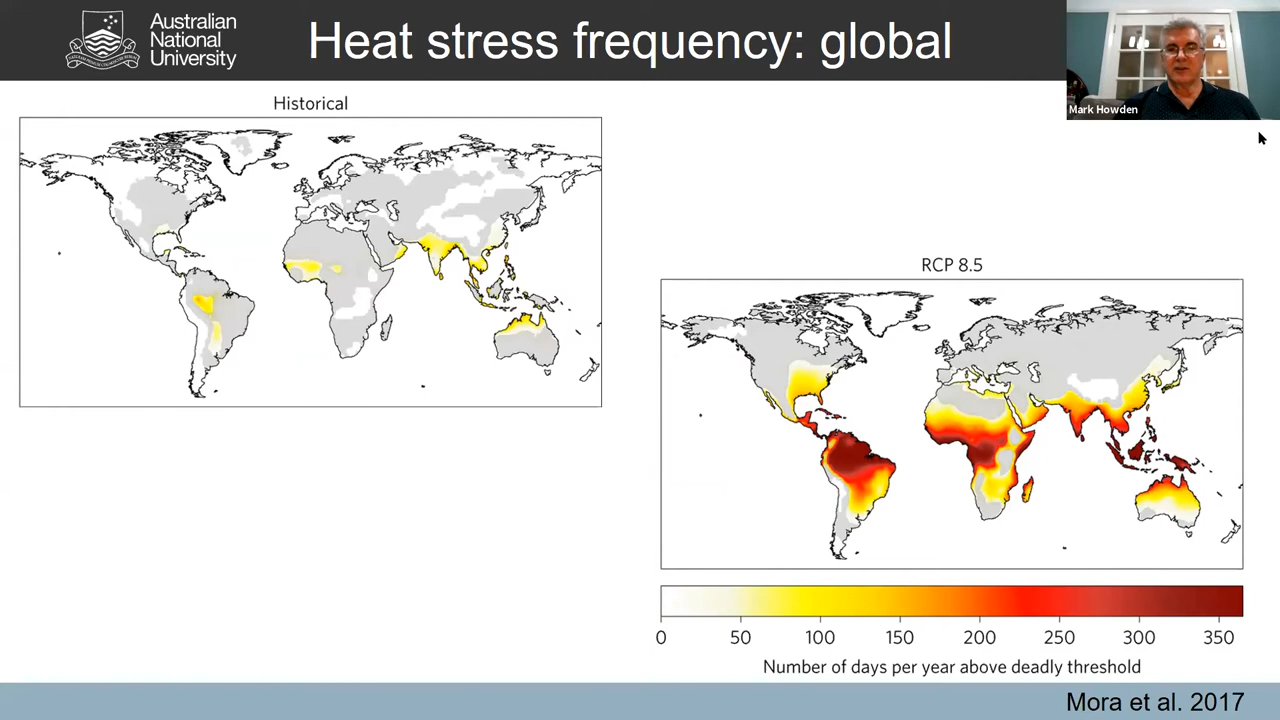 Australian
National
University
Heat stress frequency: global
Mark Howden
Historical
RCP 8.5
0 50 100 150 200 250 300 350
Number of days per year above deadly threshold
Mora et al. 2017